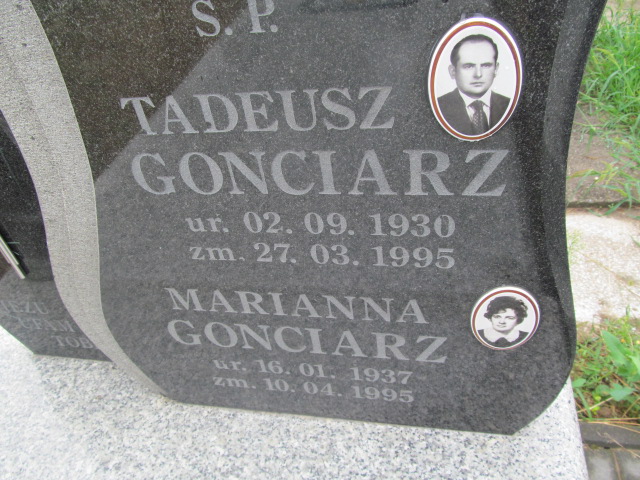 Ś. P.
TADEUSZ
GONCIARZ
ur. 02. 09. 1930
zm. 27. 03. 1995
MARIANNA
GONCIARZ
ur. 16. 01. 1937
zm. 10. 04. 1995
TOB